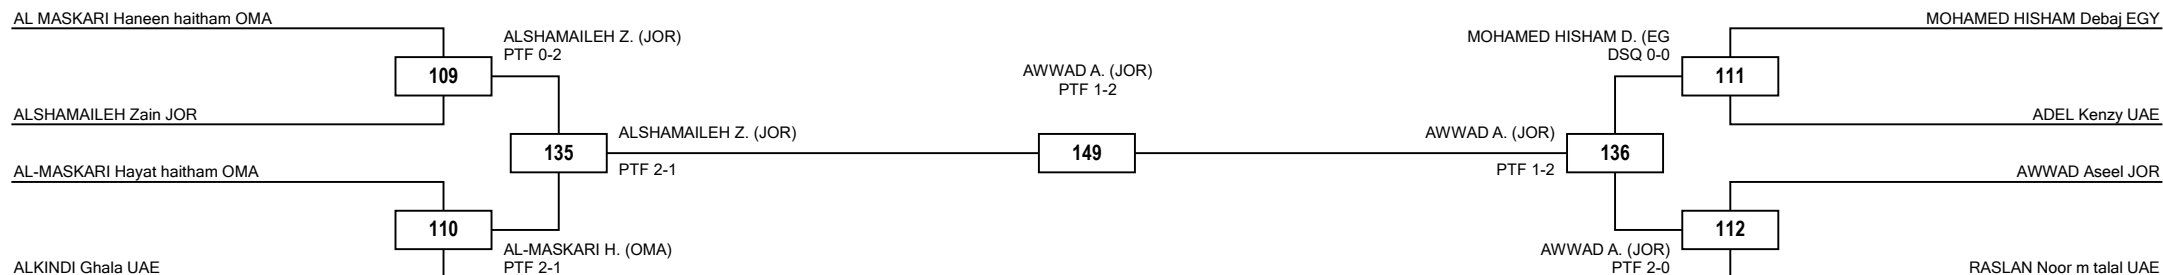 AL MASKARI Haneen haitham OMA
MOHAMED HISHAM Debaj EGY
ALSHAMAILEH Z. (JOR)
PTF 0-2
MOHAMED HISHAM D. (EG
DSQ 0-0
109
AWWAD A. (JOR)
PTF 1-2
111
ALSHAMAILEH Zain JOR
ADEL Kenzy UAE
135
ALSHAMAILEH Z. (JOR)
PTF 2-1
149
AWWAD A. (JOR)
PTF 1-2
136
AL-MASKARI Hayat haitham OMA
AWWAD Aseel JOR
110
AL-MASKARI H. (OMA)
PTF 2-1
AWWAD A. (JOR)
PTF 2-0
112
ALKINDI Ghala UAE
RASLAN Noor m talal UAE